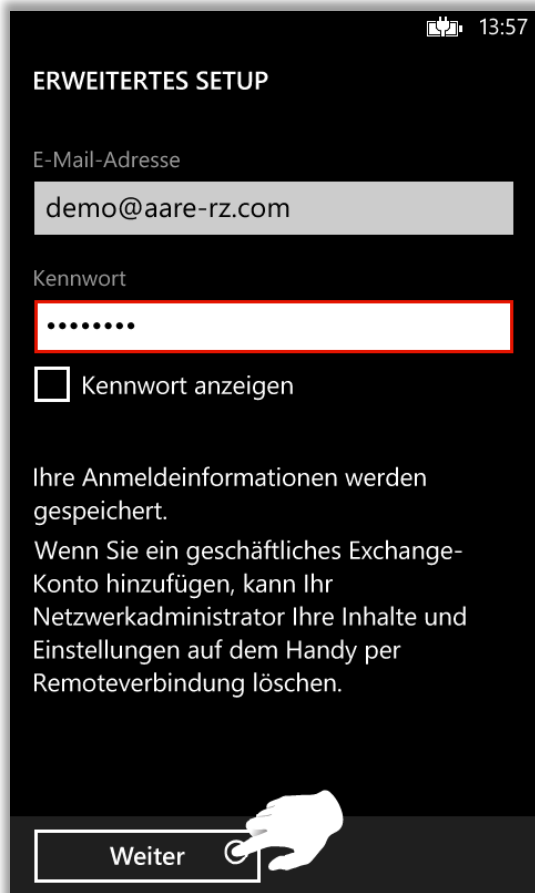 13:57
ERWEITERTES SETUP
E-Mail-Adresse
demo@aare-rz.com
Kennwort
••••••••
Kennwort anzeigen
Ihre Anmeldeinformationen werden
gespeichert.
Wenn Sie ein geschäftliches Exchange-
Konto hinzufügen, kann Ihr
Netzwerkadministrator Ihre Inhalte und
Einstellungen auf dem Handy per
Remoteverbindung löschen.
Weiter